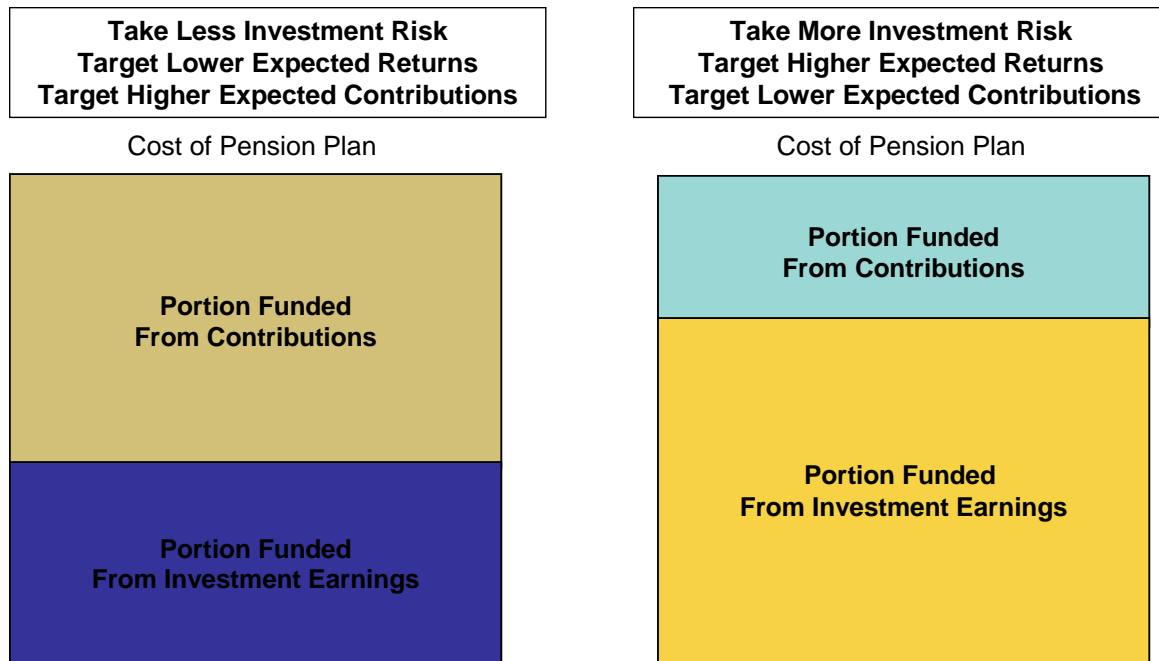 Take Less Investment Risk
Target Lower Expected Returns
Target Higher Expected Contributions
Cost of Pension Plan
Portion Funded
From Contributions
Portion Funded
From Investment Earnings
Take More Investment Risk
Target Higher Expected Returns
Target Lower Expected Contributions
Cost of Pension Plan
Portion Funded
From Contributions
Portion Funded
From Investment Earnings